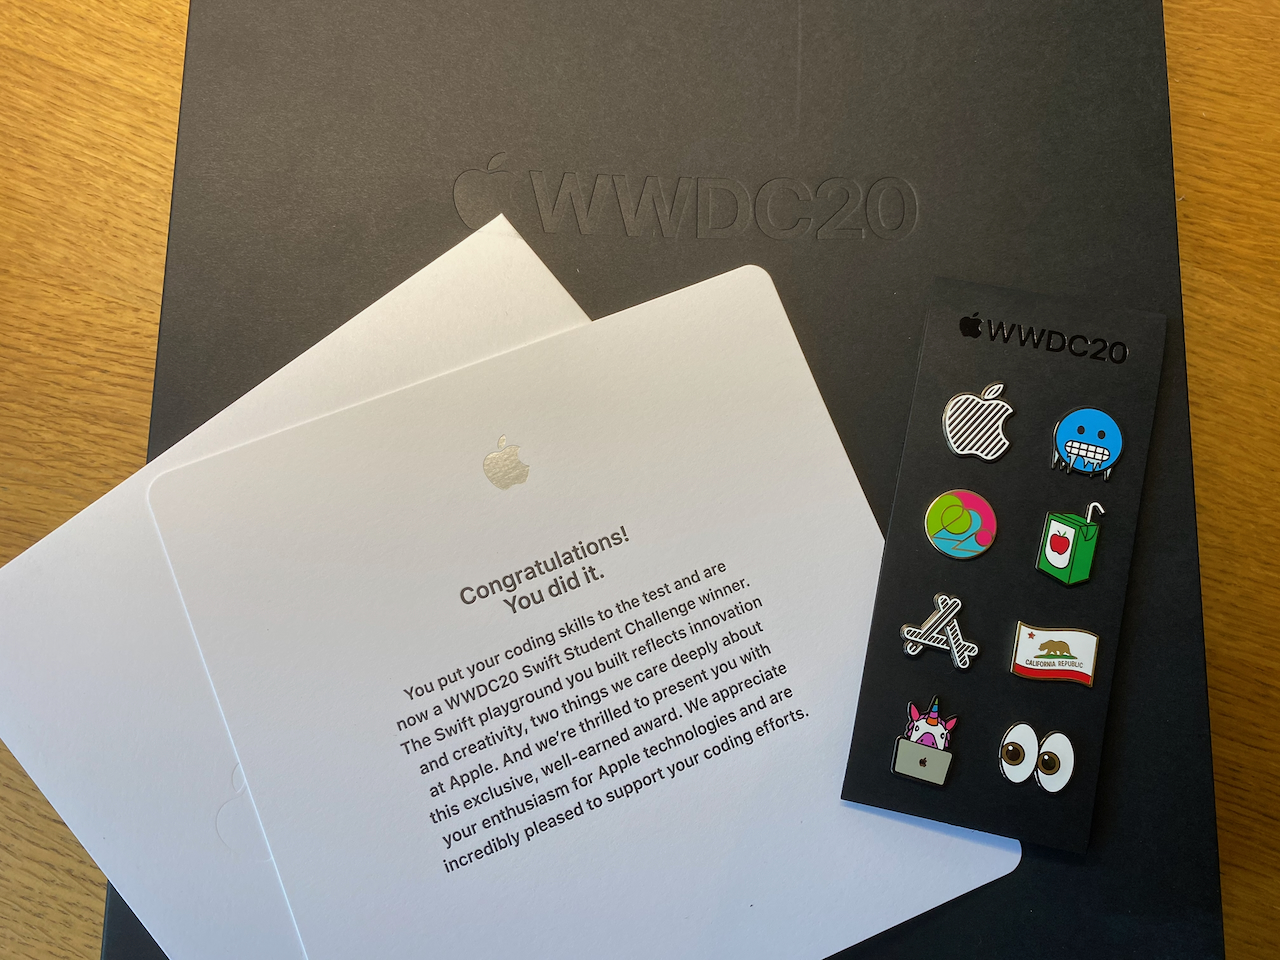 WWDC20
WWDC20
Congratulations!
You did it.
You put your coding skills to the test and are
now a WWDC20 Swift Student Challenge winner.
The Swift playground you built reflects innovation
and creativity, two things we care deeply about
at Apple. And we're thrilled to present you with
this exclusive, well-earned award. We appreciate
your enthusiasm for Apple technologies and are
incredibly pleased to support your coding efforts.
CALIFORNIA REPUBLIC